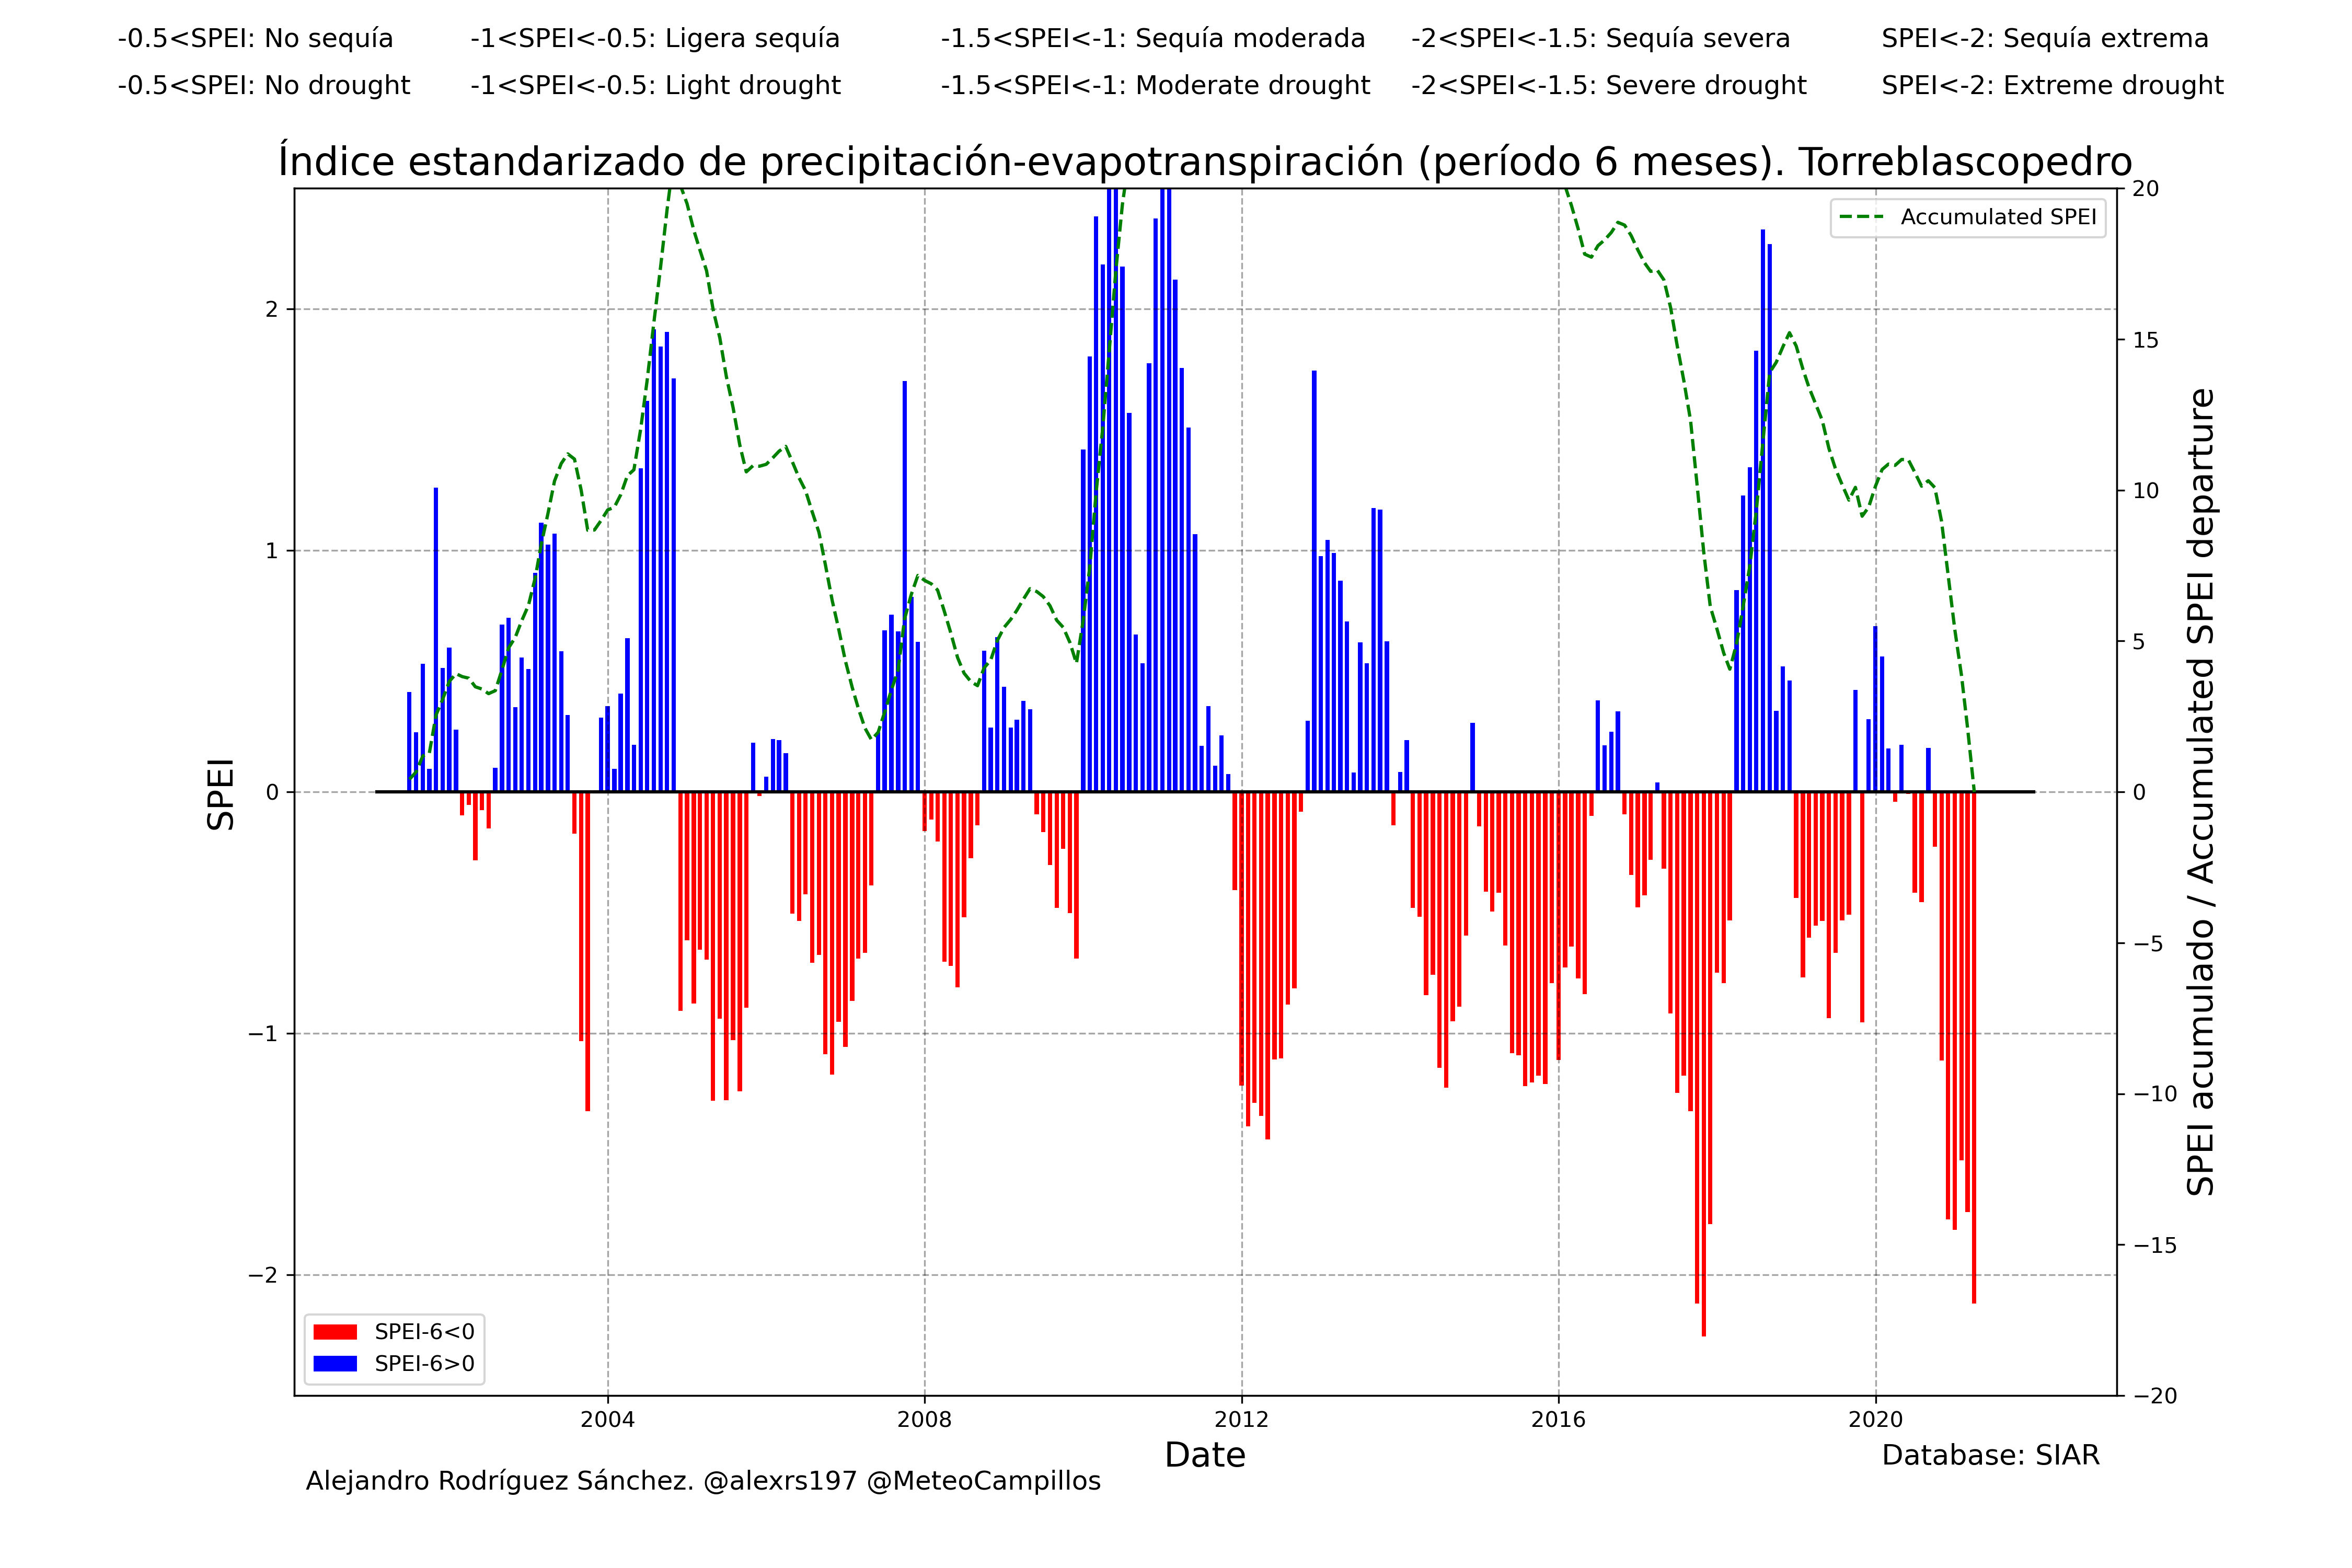 -0.5<SPEI: No sequía -1<SPEI<-0.5: Ligera sequía -1.5<SPEI<-1: Sequía moderada -2<SPEI<-1.5: Sequía severa SPEI<-2: Sequía extrema
-0.5<SPEI: No drought -1<SPEI<-0.5: Light drought -1.5<SPEI<-1: Moderate drought -2<SPEI<-1.5: Severe drought SPEI<-2: Extreme drought
Índice estandarizado de precipitación-evapotranspiración (período 6 meses). Torreblascopedro
Accumulated SPEI
SPEI
2
1
0
−1
−2
20
15
10
5
0
−5
−10
−15
−20
SPEI acumulado / Accumulated SPEI departure
SPEI-6<0
SPEI-6>0
2004 2008 2012 2016 2020
Date
Database: SIAR
Alejandro Rodríguez Sánchez. @alexrs197 @MeteoCampillos